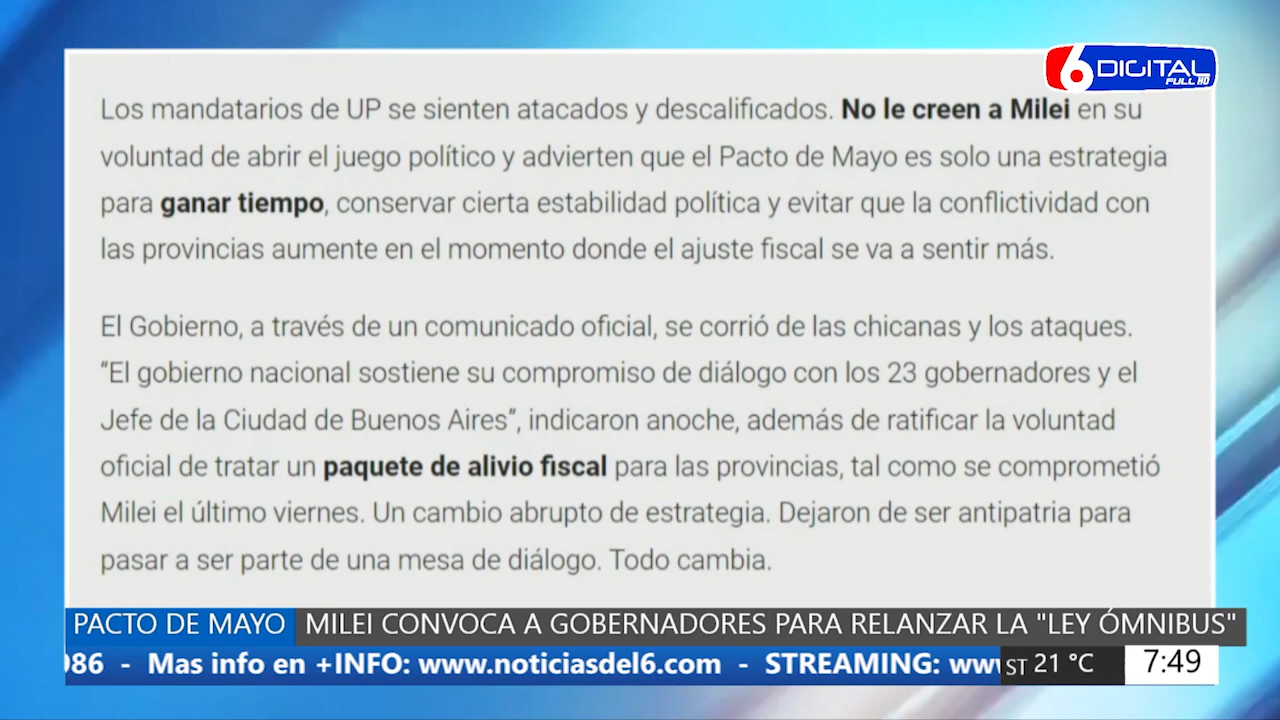 6 DIGITAL
FULL HD
Los mandatarios de UP se sienten atacados y descalificados. No le creen a Milei en su
voluntad de abrir el juego político y advierten que el Pacto de Mayo es solo una estrategia
para ganar tiempo, conservar cierta estabilidad política y evitar que la conflictividad con
las provincias aumente en el momento donde el ajuste fiscal se va a sentir más.
El Gobierno, a través de un comunicado oficial, se corrió de las chicanas y los ataques.
“El gobierno nacional sostiene su compromiso de diálogo con los 23 gobernadores y el
Jefe de la Ciudad de Buenos Aires”, indicaron anoche, además de ratificar la voluntad
oficial de tratar un paquete de alivio fiscal para las provincias, tal como se comprometió
Milei el último viernes. Un cambio abrupto de estrategia. Dejaron de ser antipatria para
pasar a ser parte de una mesa de diálogo. Todo cambia.
PACTO DE MAYO MILEI CONVOCA A GOBERNADORES PARA RELANZAR LA "LEY ÓMNIBUS"
86 - Mas info en +INFO: www.noticiasdel6.com - STREAMING: ww ST 21 °C 7:49